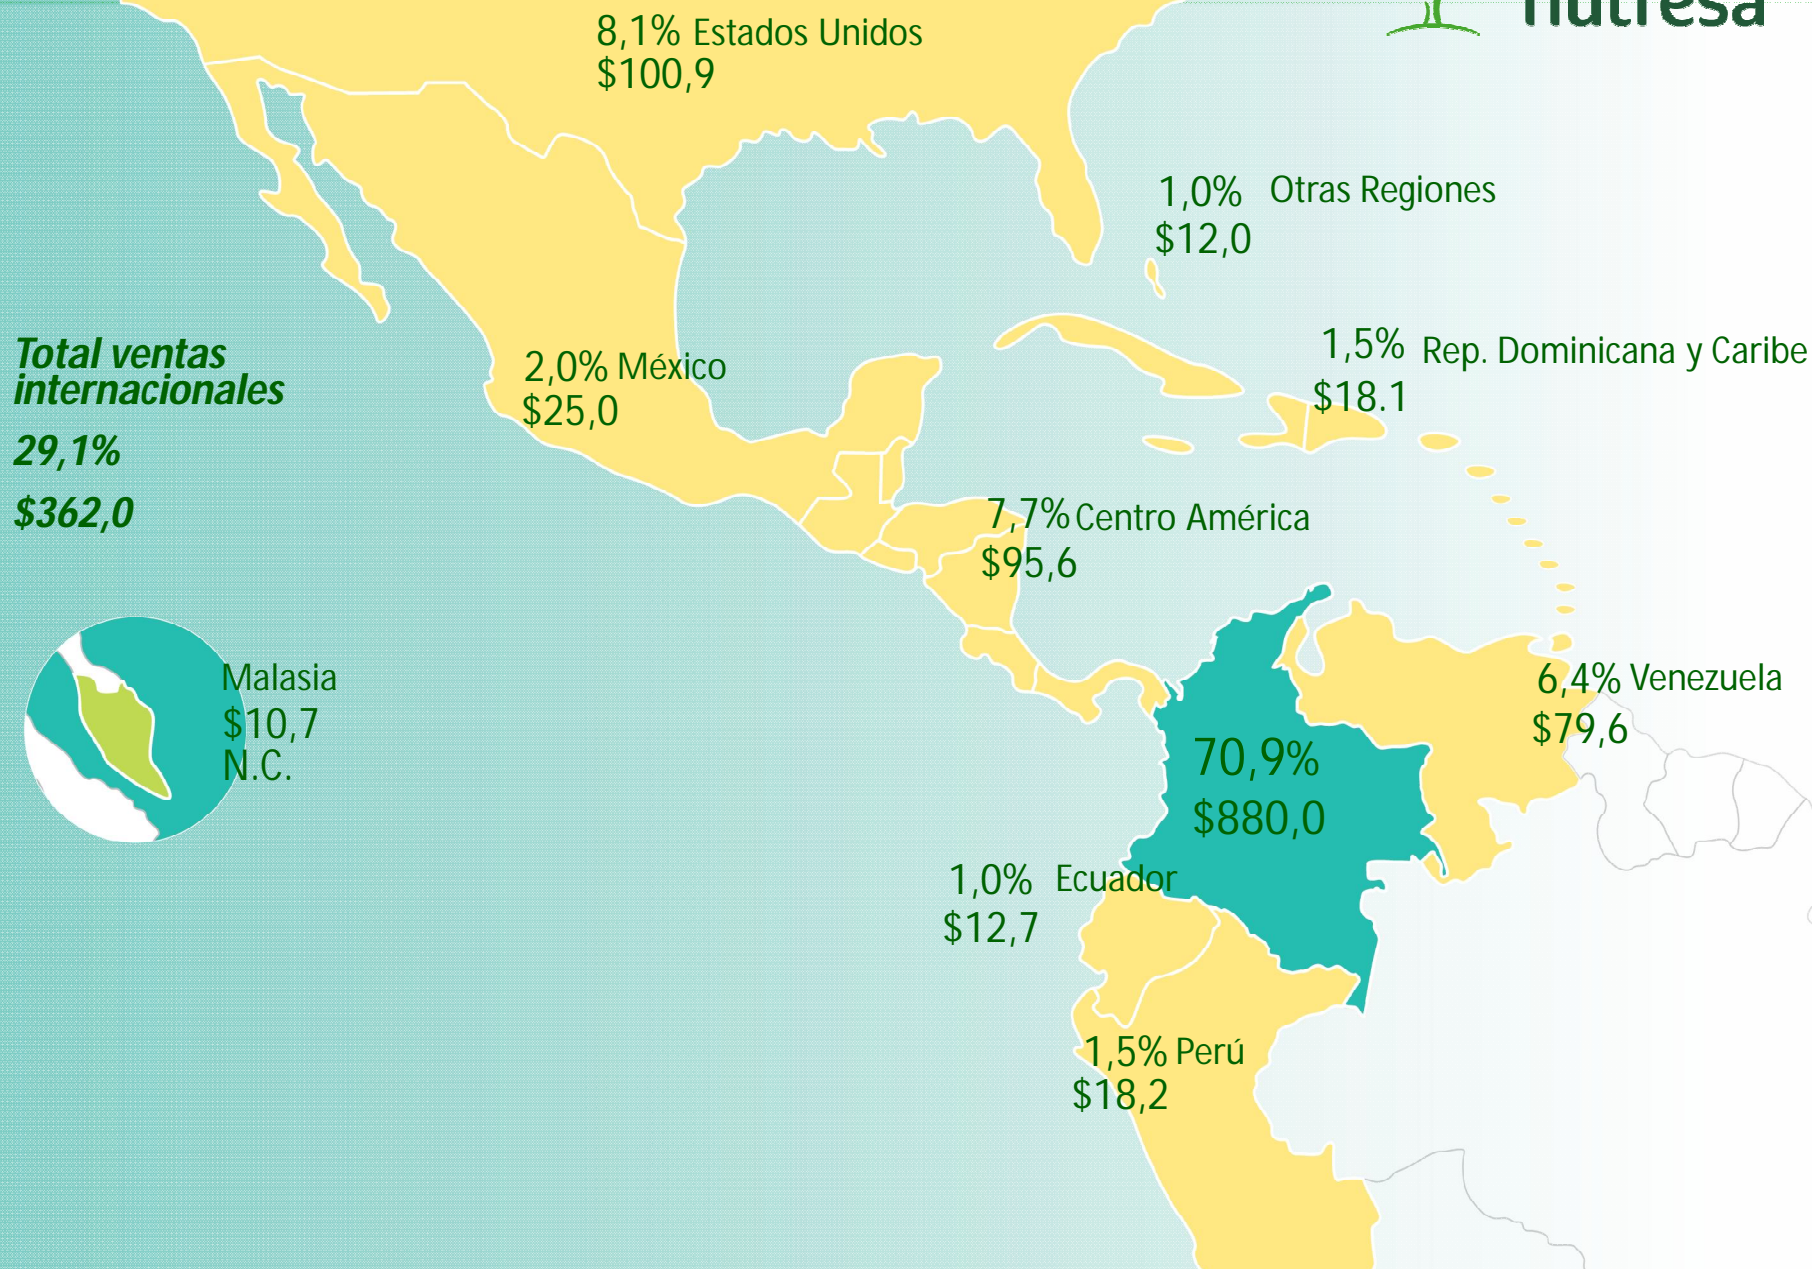 nutresa
8,1% Estados Unidos
$100,9
1,0% Otras Regiones
$12,0
Total ventas
internacionales
29,1%
$362,0
2,0% México
$25,0
1,5% Rep. Dominicana y Caribe
$18.1
7,7% Centro América
$95,6
Malasia
$10,7
N.C.
6,4% Venezuela
$79,6
70,9%
$880,0
1,0% Ecuador
$12,7
1,5% Perú
$18,2